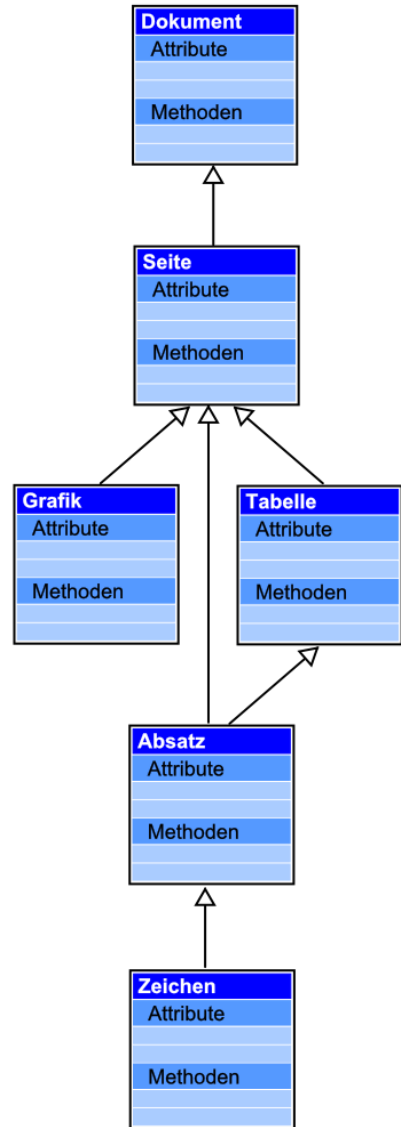 Dokument
Attribute
Methoden
Seite
Attribute
Methoden
Grafik
Attribute
Methoden
Tabelle
Attribute
Methoden
Absatz
Attribute
Methoden
Zeichen
Attribute
Methoden